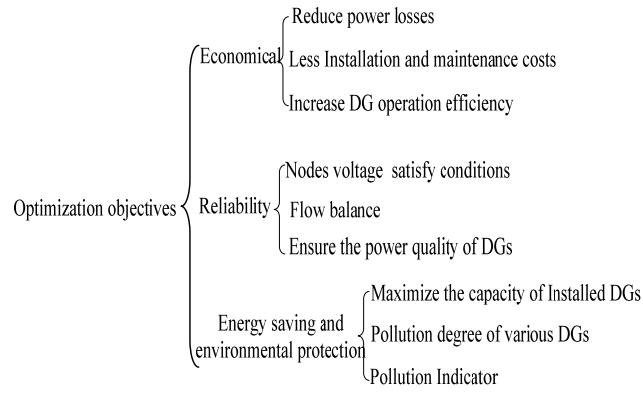 Optimization objectives
Economical
Reduce power losses
Less Installation and maintenance costs
Increase DG operation efficiency
Reliability
Nodes voltage satisfy conditions
Flow balance
Ensure the power quality of DGs
Energy saving and
environmental protection
Maximize the capacity of Installed DGs
Pollution degree of various DGs
Pollution Indicator